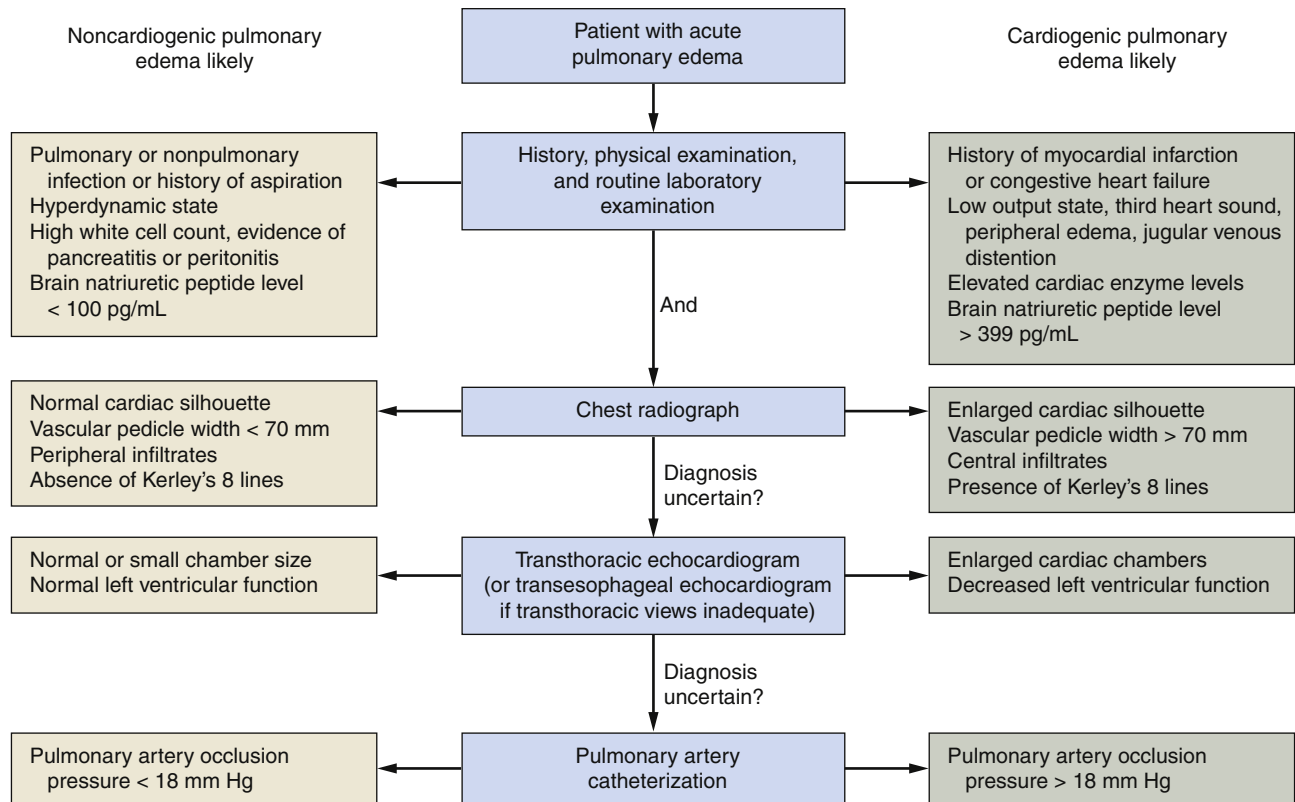 Noncardiogenic pulmonary
edema likely
Patient with acute
pulmonary edema
Cardiogenic pulmonary
edema likely
Pulmonary or nonpulmonary
infection or history of aspiration
Hyperdynamic state
High white cell count, evidence of
pancreatitis or peritonitis
Brain natriuretic peptide level
< 100 pg/mL
History, physical examination,
and routine laboratory
examination
History of myocardial infarction
or congestive heart failure
Low output state, third heart sound,
peripheral edema, jugular venous
distention
Elevated cardiac enzyme levels
Brain natriuretic peptide level
> 399 pg/mL
And
Normal cardiac silhouette
Vascular pedicle width < 70 mm
Peripheral infiltrates
Absence of Kerley's 8 lines
Chest radiograph
Enlarged cardiac silhouette
Vascular pedicle width > 70 mm
Central infiltrates
Presence of Kerley's 8 lines
Diagnosis
uncertain?
Normal or small chamber size
Normal left ventricular function
Transthoracic echocardiogram
(or transesophageal echocardiogram
if transthoracic views inadequate)
Enlarged cardiac chambers
Decreased left ventricular function
Diagnosis
uncertain?
Pulmonary artery occlusion
pressure < 18 mm Hg
Pulmonary artery
catheterization
Pulmonary artery occlusion
pressure > 18 mm Hg